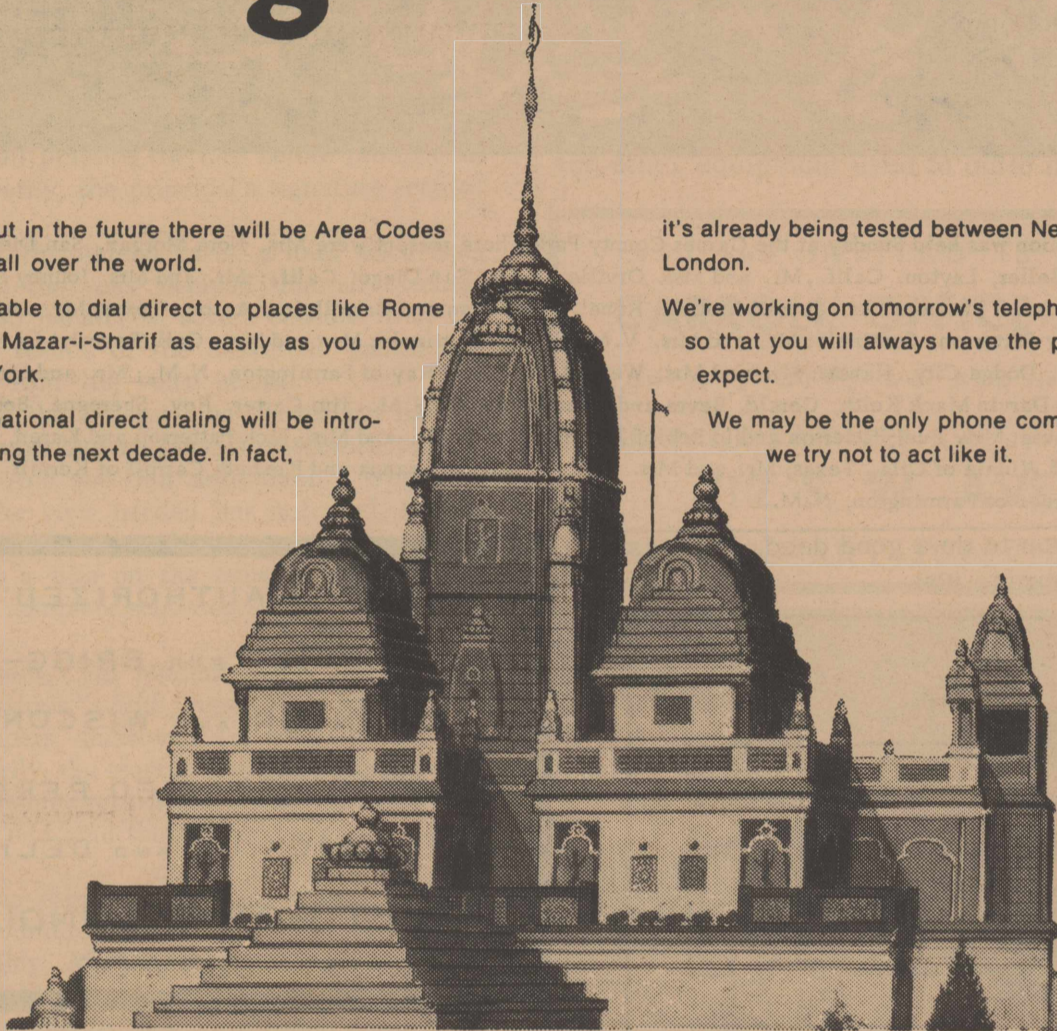 ut in the future there will be Area Codes
all over the world.
able to dial direct to places like Rome
Mazar-i-Sharif as easily as you now
York.
ational direct dialing will be intro-
ng the next decade. In fact,
it's already being tested between Ne
London.
We're working on tomorrow's teleph
so that you will always have the p
expect.
We may be the only phone com
we try not to act like it.